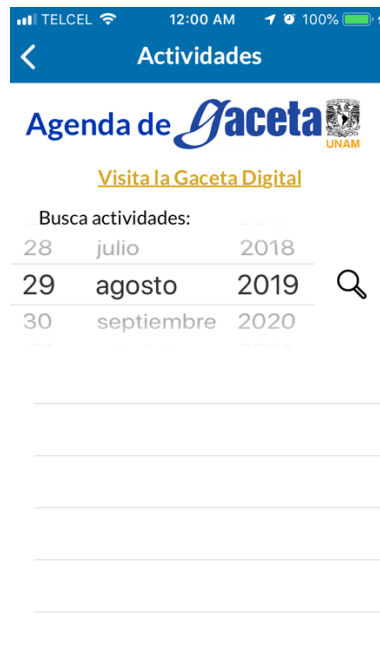 TELCEL 12:00 AM 100%
Actividades
Agenda de gaceta
UNAM
Visita la Gaceta Digital
Busca actividades:
28 julio 2018
29 agosto 2019
30 septiembre 2020